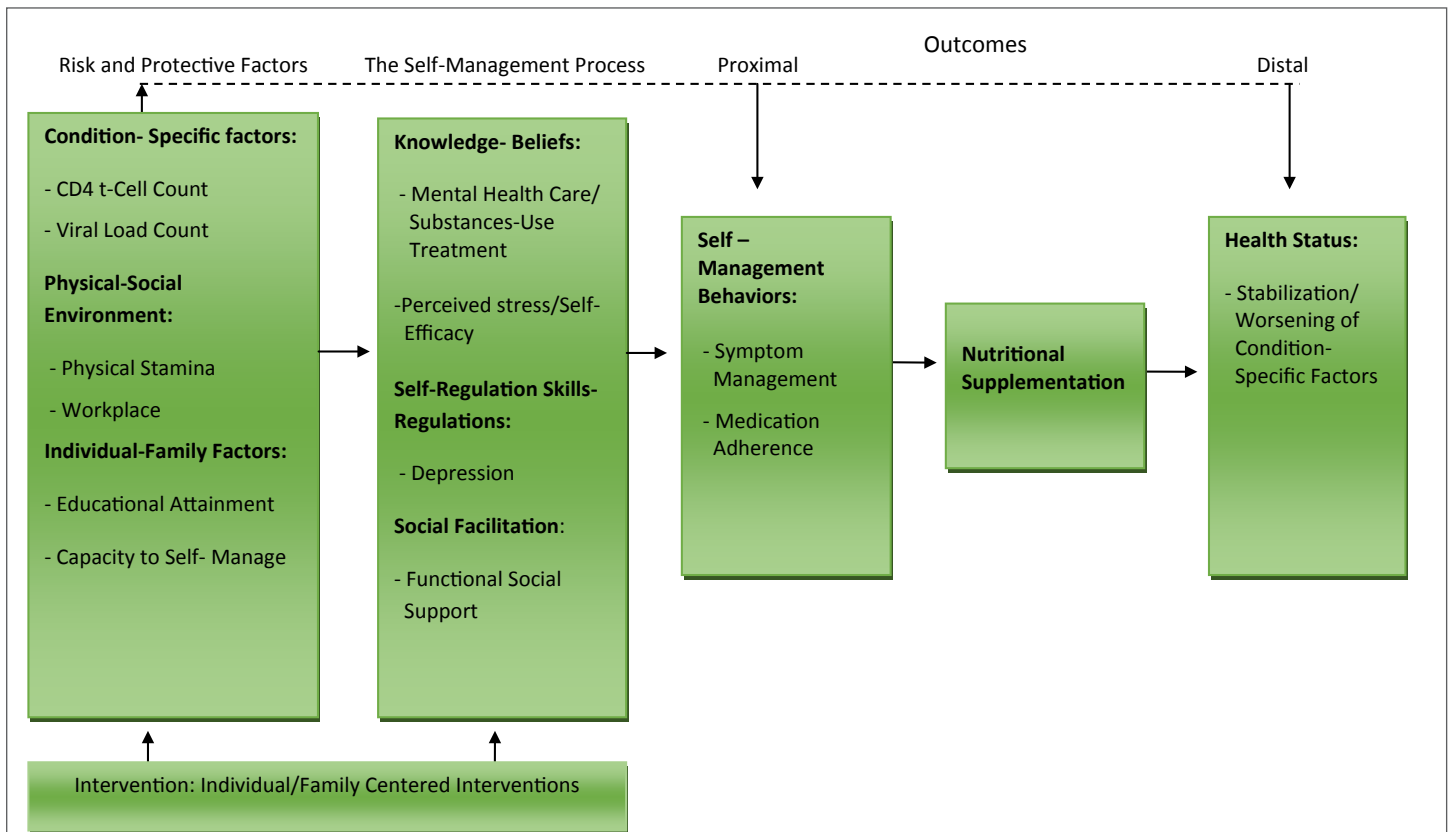 Outcomes
Risk and Protective Factors
The Self-Management Process
Proximal
Distal
Condition- Specific factors:
- CD4 t-Cell Count
- Viral Load Count
Physical-Social
Environment:
- Physical Stamina
- Workplace
Individual-Family Factors:
- Educational Attainment
- Capacity to Self- Manage
Knowledge- Beliefs:
- Mental Health Care/
Substances-Use
Treatment
-Perceived stress/Self-
Efficacy
Self-Regulation Skills-
Regulations:
- Depression
Social Facilitation:
- Functional Social
Support
Self –
Management
Behaviors:
- Symptom
Management
- Medication
Adherence
Nutritional
Supplementation
Health Status:
- Stabilization/
Worsening of
Condition-
Specific Factors
Intervention: Individual/Family Centered Interventions